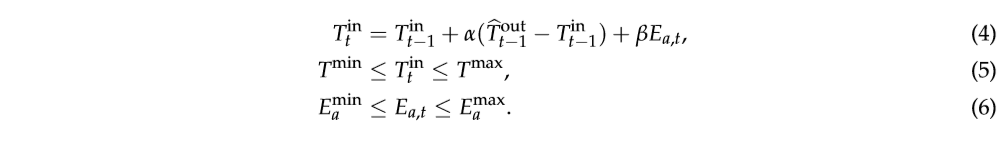 T_t^in = T_{t−1}^in + α(T̂_{t−1}^out − T_{t−1}^in) + βE_{a,t}, (4)
T^min ≤ T_t^in ≤ T^max, (5)
E_a^min ≤ E_{a,t} ≤ E_a^max. (6)